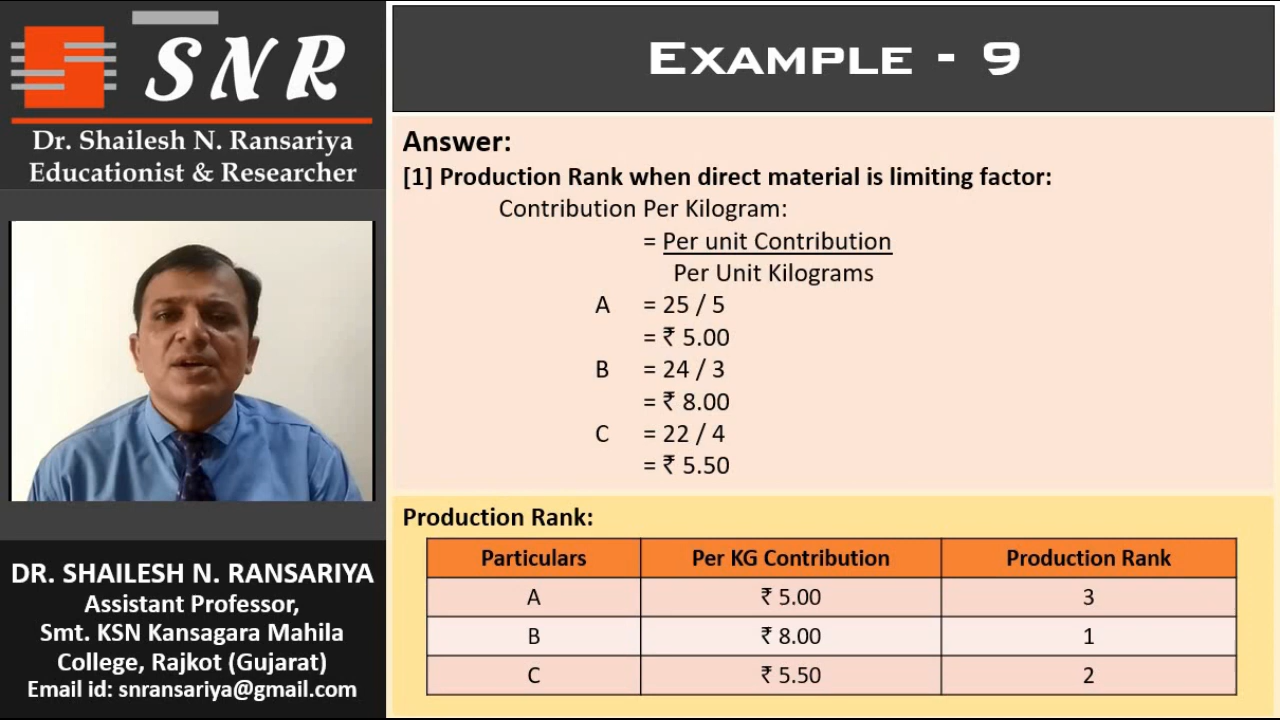 SNR
Dr. Shailesh N. Ransariya
Educationist & Researcher
DR. SHAILESH N. RANSARIYA
Assistant Professor,
Smt. KSN Kansagara Mahila
College, Rajkot (Gujarat)
Email id: snransariya@gmail.com
EXAMPLE - 9
Answer:
[1] Production Rank when direct material is limiting factor:
Contribution Per Kilogram:
= Per unit Contribution
Per Unit Kilograms
A = 25 / 5
= ₹ 5.00
B = 24 / 3
= ₹ 8.00
C = 22 / 4
= ₹ 5.50
Production Rank:
Particulars Per KG Contribution Production Rank
A ₹ 5.00 3
B ₹ 8.00 1
C ₹ 5.50 2